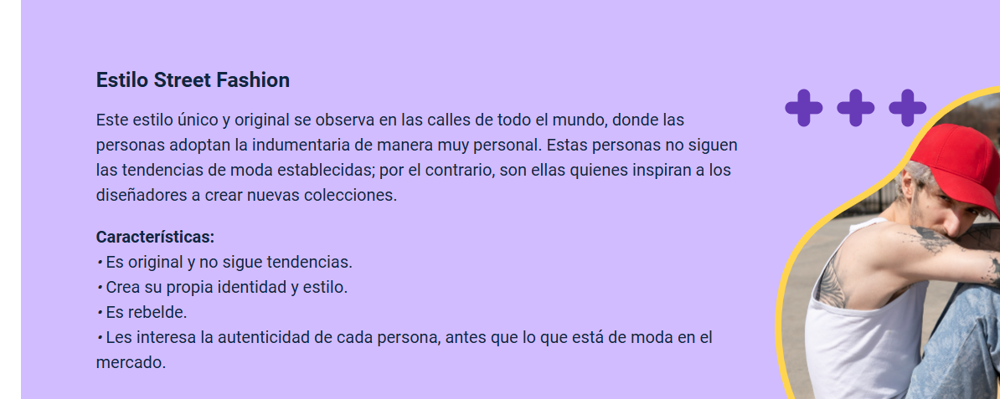 Estilo Street Fashion
Este estilo único y original se observa en las calles de todo el mundo, donde las
personas adoptan la indumentaria de manera muy personal. Estas personas no siguen
las tendencias de moda establecidas; por el contrario, son ellas quienes inspiran a los
diseñadores a crear nuevas colecciones.
Características:
• Es original y no sigue tendencias.
• Crea su propia identidad y estilo.
• Es rebelde.
• Les interesa la autenticidad de cada persona, antes que lo que está de moda en el
mercado.